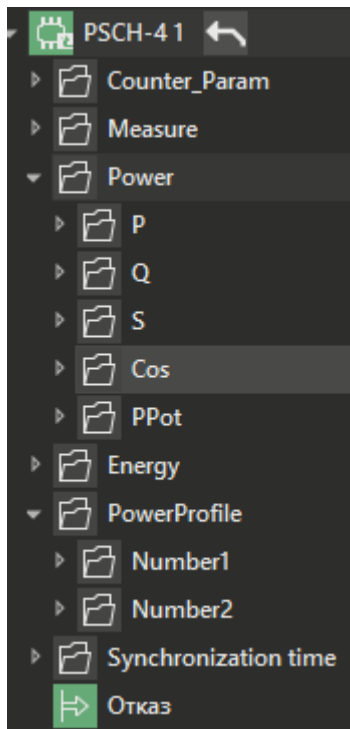 PSCH-4 1
Counter_Param
Measure
Power
P
Q
S
Cos
PPot
Energy
PowerProfile
Number1
Number2
Synchronization time
Отказ